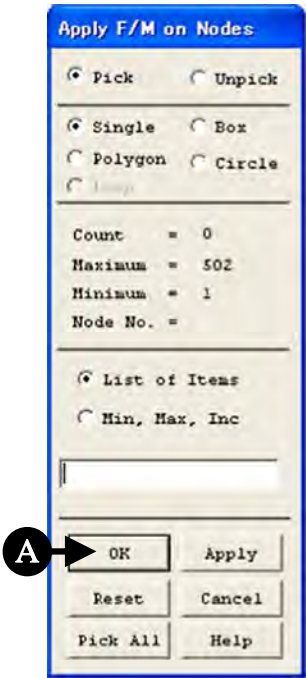 Apply F/M on Nodes
Pick Unpick
Single Box
Polygon Circle
Loop
Count = 0
Maximum = 502
Minimum = 1
Node No. =
List of Items
Min, Max, Inc
A OK Apply
Reset Cancel
Pick All Help